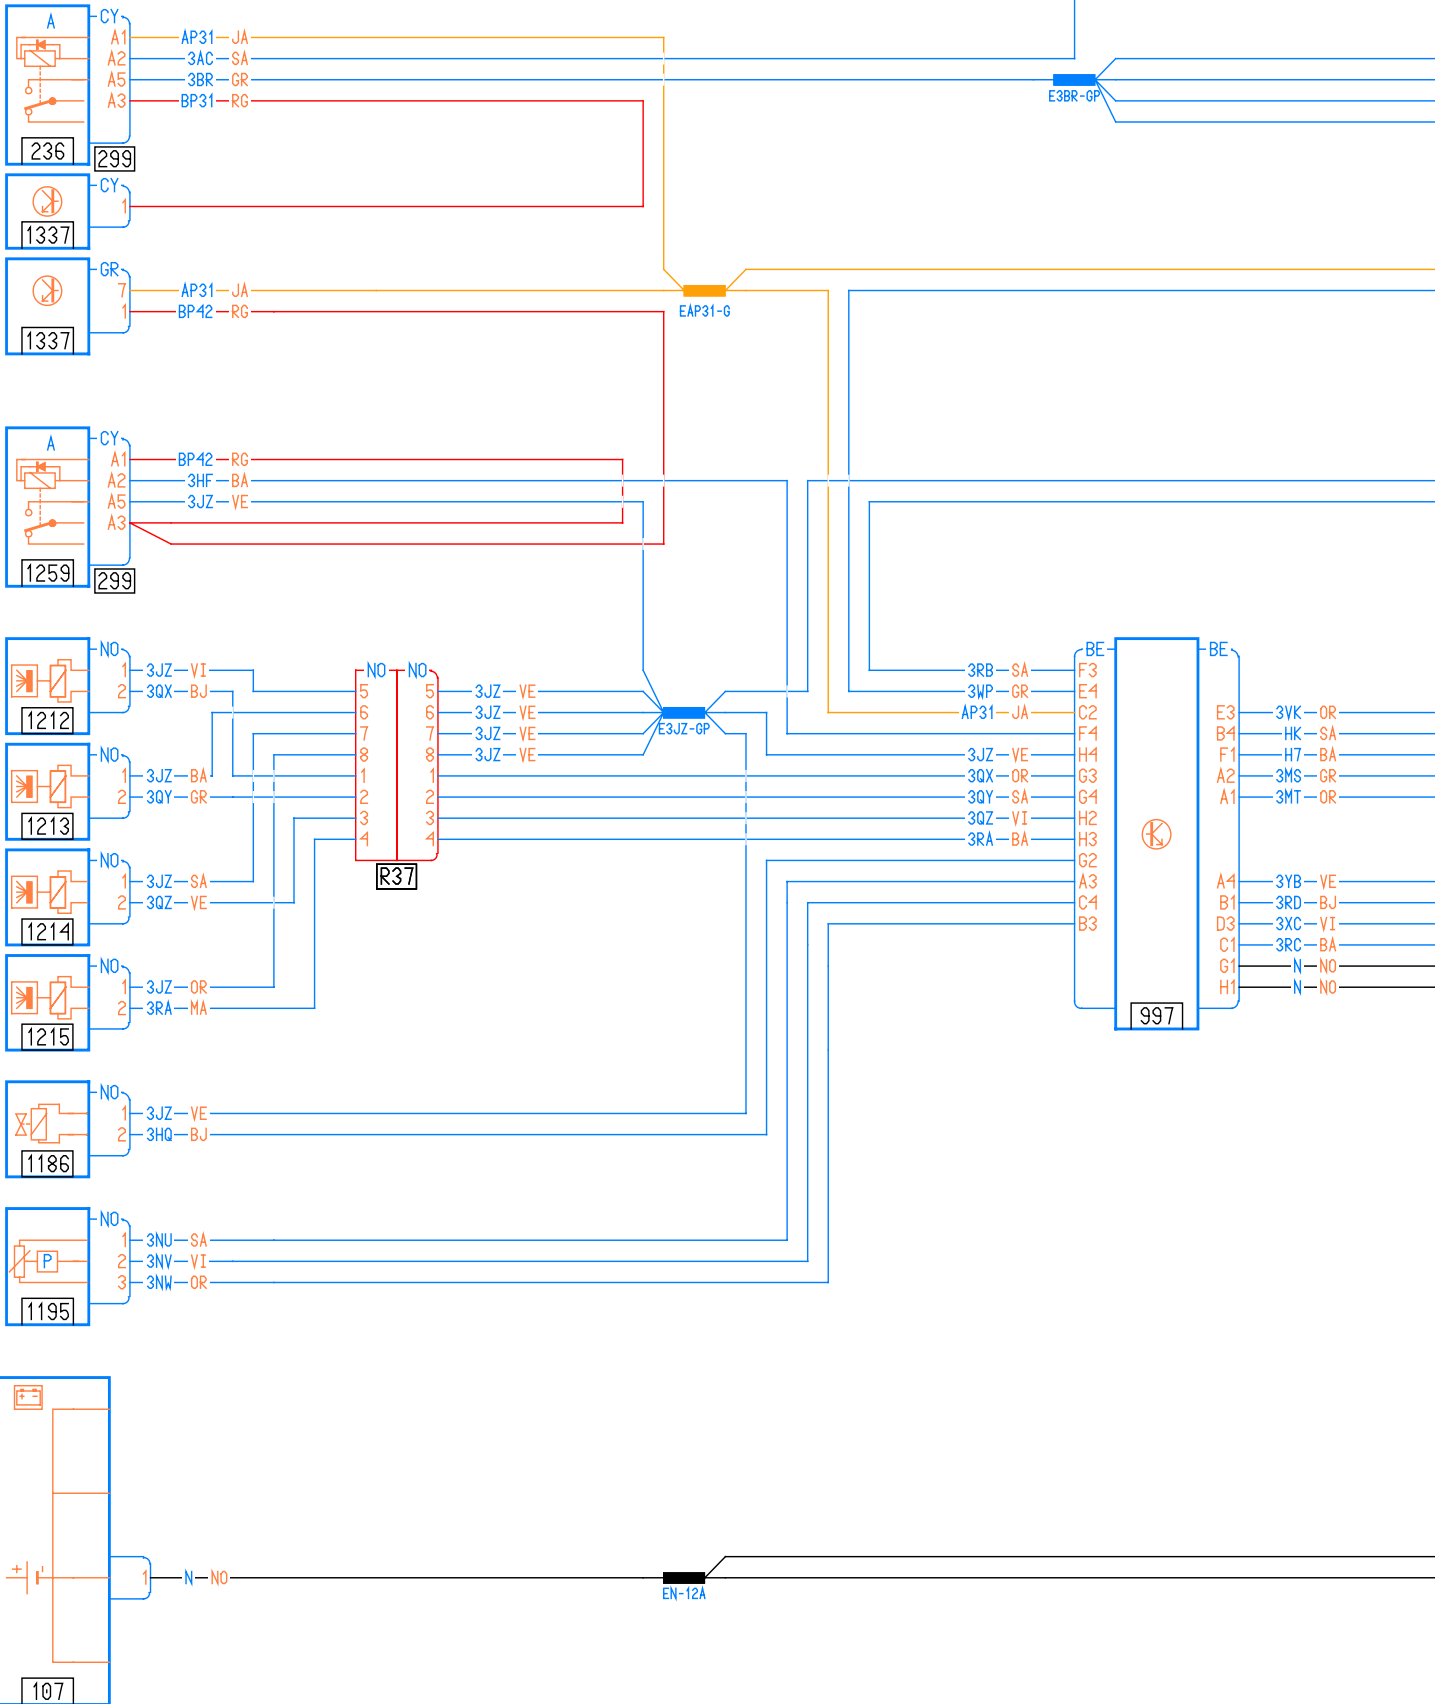 A CY
A1 AP31 JA
A2 3AC SA
A5 3BR GR
A3 BP31 RG
E3BR-GP
236 299
CY
1
1337
GR
7 AP31 JA
1 BP42 RG
1337
EAP31-G
A CY
A1 BP42 RG
A2 3HF BA
A5 3JZ VE
A3
1259 299
NO
1 3JZ VI
2 3QX BJ
1212
NO
1 3JZ BA
2 3QY GR
1213
NO
1 3JZ SA
2 3QZ VE
1214
NO
1 3JZ OR
2 3RA MA
1215
NO NO
5 5 3JZ VE
6 6 3JZ VE
7 7 3JZ VE
8 8 3JZ VE
1 1
2 2
3 3
4 4
R37
E3JZ-GP
BE BE
3RB SA F3
3WP GR E4
AP31 JA C2
F4
3JZ VE H4
3QX OR G3
3QY SA G4
3QZ VI H2
3RA BA H3
G2
A3
C4
B3
E3 3VK OR
B4 HK SA
F1 H7 BA
A2 3MS GR
A1 3MT OR
A4 3YB VE
B1 3RD BJ
D3 3XC VI
C1 3RC BA
G1 N NO
H1 N NO
997
NO
1 3JZ VE
2 3HQ BJ
1186
NO
1 3NU SA
P 2 3NV VI
3 3NW OR
1195
+ -
+ -
1 N NO
EN-12A
107